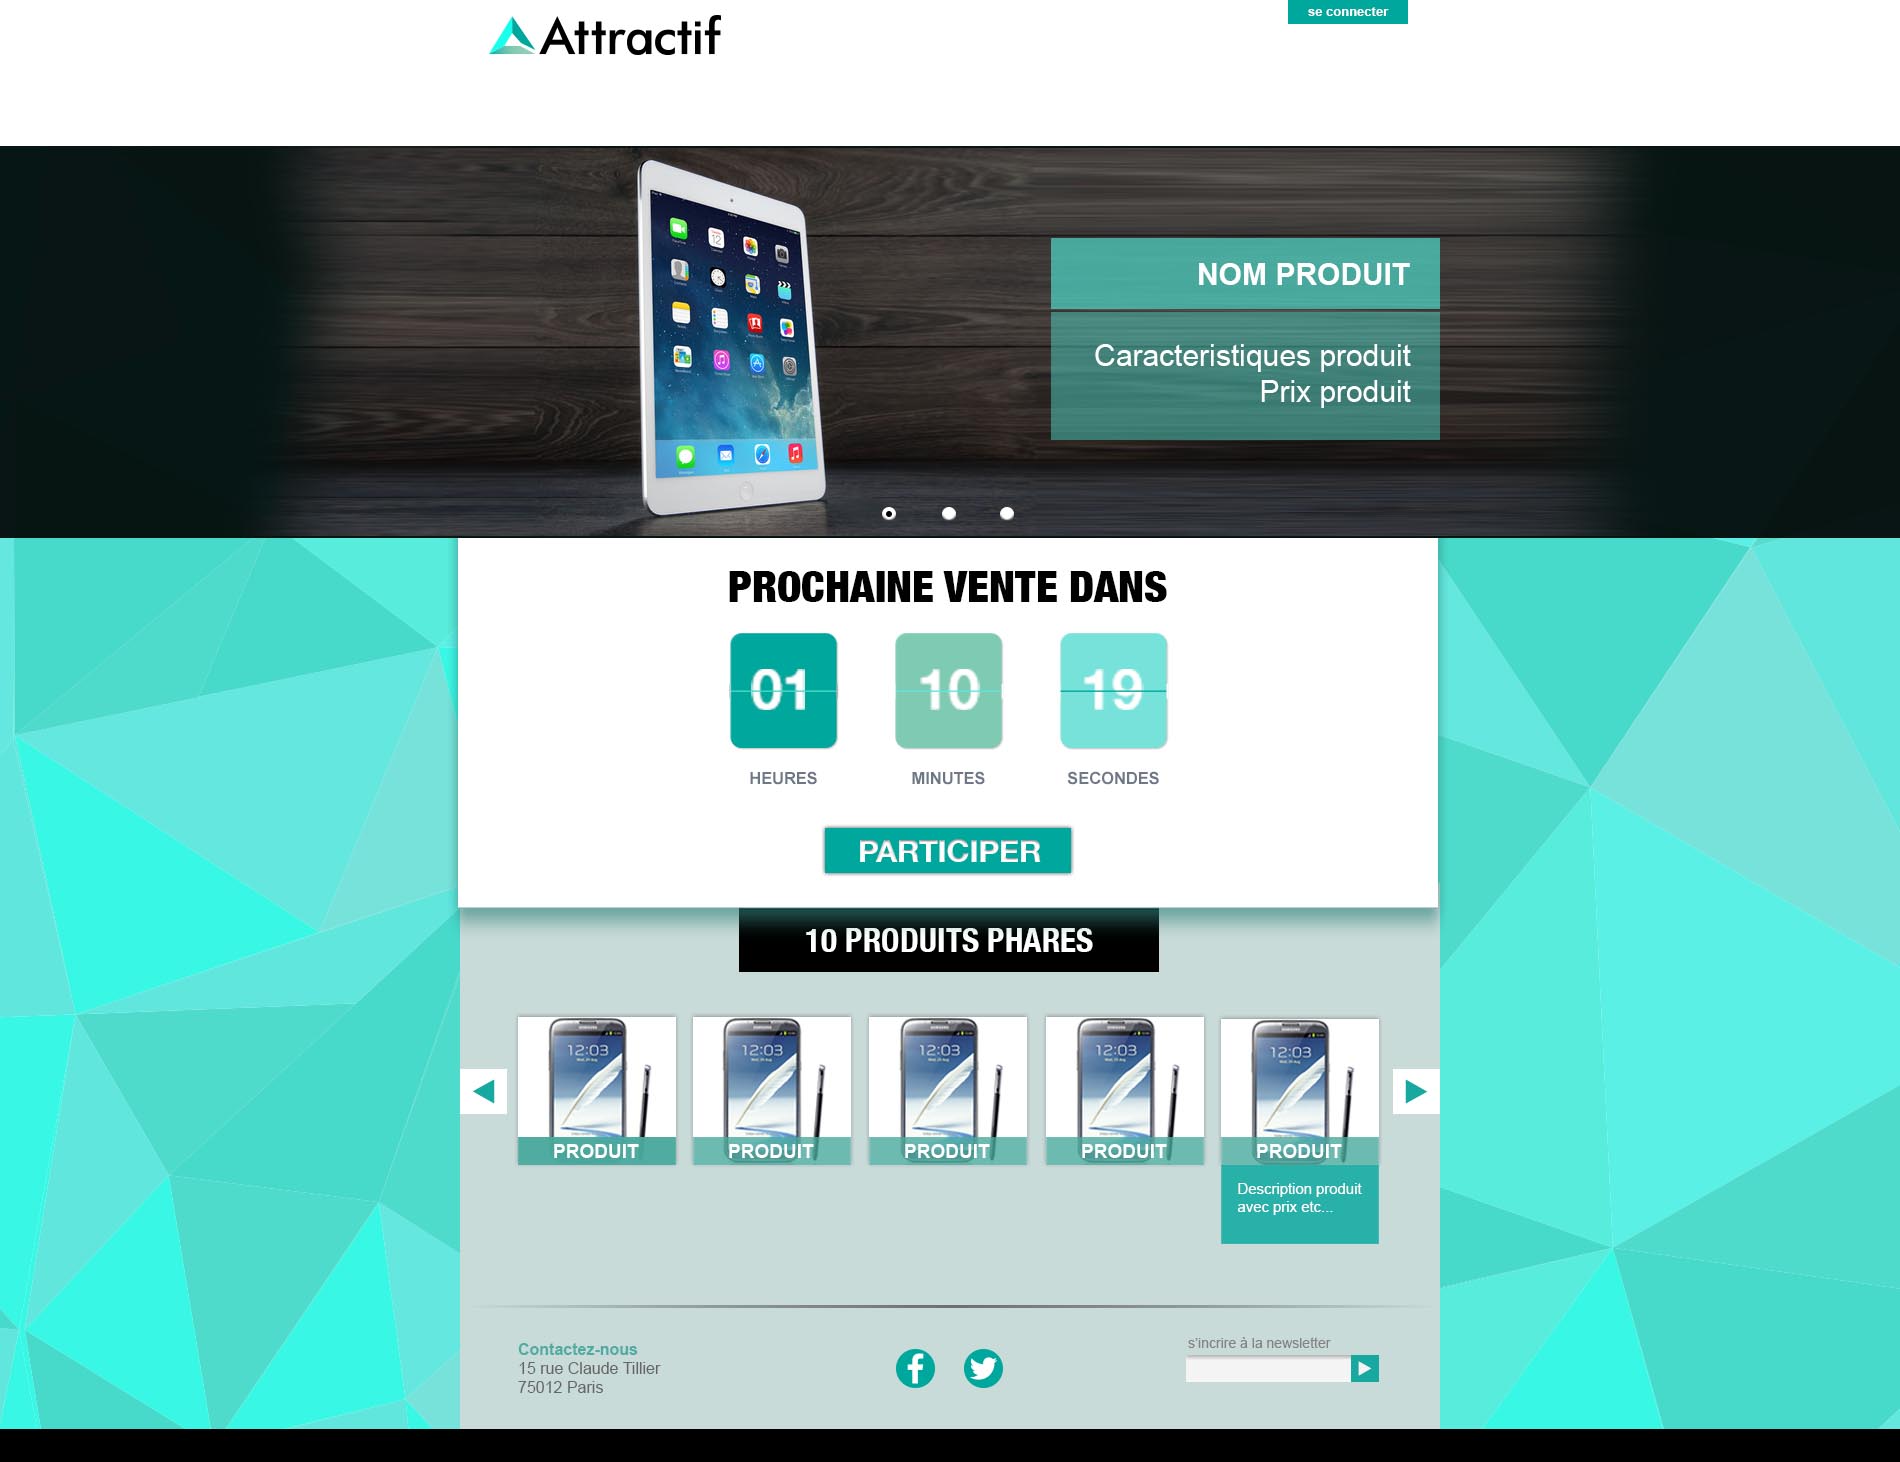 Attractif
se connecter
NOM PRODUIT
Caracteristiques produit
Prix produit
PROCHAINE VENTE DANS
01 10 19
HEURES MINUTES SECONDES
PARTICIPER
10 PRODUITS PHARES
12:03 12:03 12:03 12:03 12:03
PRODUIT PRODUIT PRODUIT PRODUIT PRODUIT
Description produit
avec prix etc...
Contactez-nous
15 rue Claude Tillier
75012 Paris
s'incrire à la newsletter